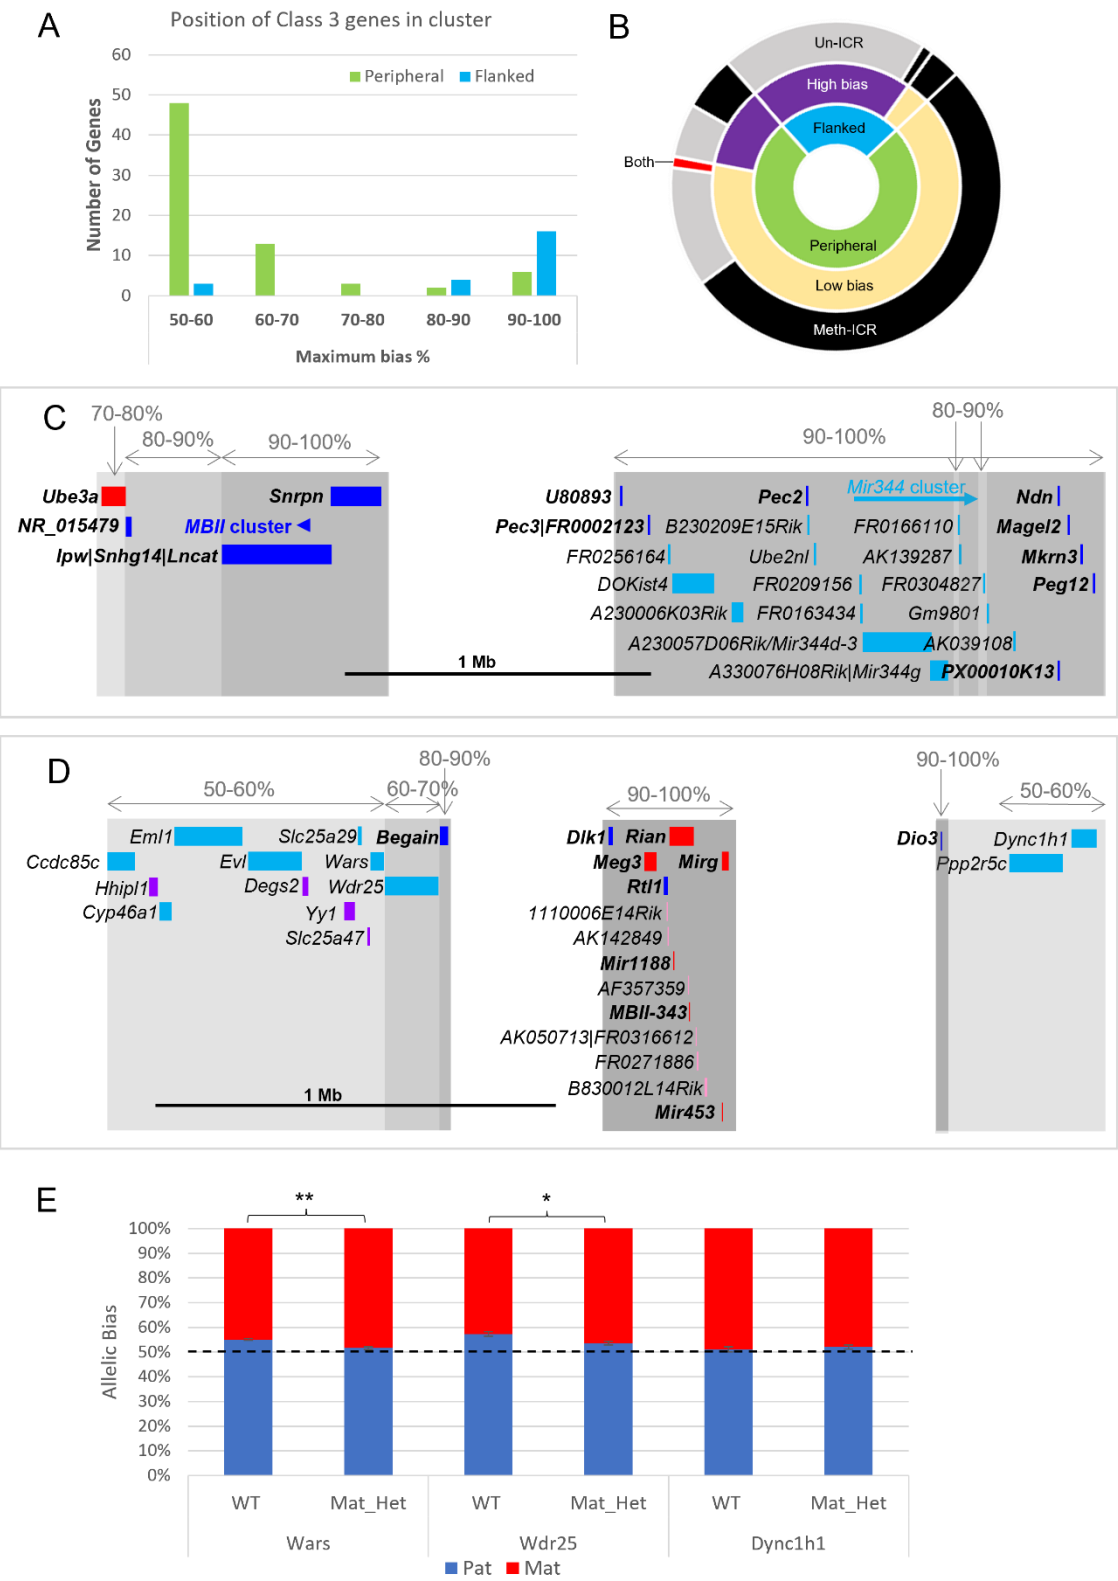 A
Position of Class 3 genes in cluster
60
50
40
30
20
10
0
Number of Genes
Peripheral
Flanked
50-60
60-70
70-80
80-90
90-100
Maximum bias %
B
Un-ICR
High bias
Flanked
Both
Peripheral
Low bias
Meth-ICR
C
70-80%
80-90%
90-100%
90-100%
80-90%
Ube3a
Snrpn
NR_015479
MBII cluster
Ipw|Snhg14|Lncat
1 Mb
U80893
Pec2
Mir344 cluster
Ndn
Pec3|FR0002123
B230209E15Rik
FR0166110
Magel2
FR0256164
Ube2nl
AK139287
Mkrn3
DOKist4
FR0209156
FR0304827
Peg12
A230006K03Rik
FR0163434
Gm9801
A230057D06Rik/Mir344d-3
AK039108
A330076H08Rik|Mir344g
PX00010K13
D
50-60%
60-70%
80-90%
90-100%
90-100%
50-60%
Eml1
Slc25a29
Begain
Ccdc85c
Evl
Wars
Hhipl1
Degs2
Wdr25
Cyp46a1
Yy1
Slc25a47
1 Mb
Dlk1
Rian
Meg3
Mirg
Rtl1
1110006E14Rik
AK142849
Mir1188
AF357359
MBII-343
AK050713|FR0316612
FR0271886
B830012L14Rik
Mir453
Dio3
Dync1h1
Ppp2r5c
E
**
*
100%
90%
80%
70%
60%
50%
40%
30%
20%
10%
0%
Allelic Bias
WT
Mat_Het
WT
Mat_Het
WT
Mat_Het
Wars
Wdr25
Dync1h1
Pat
Mat